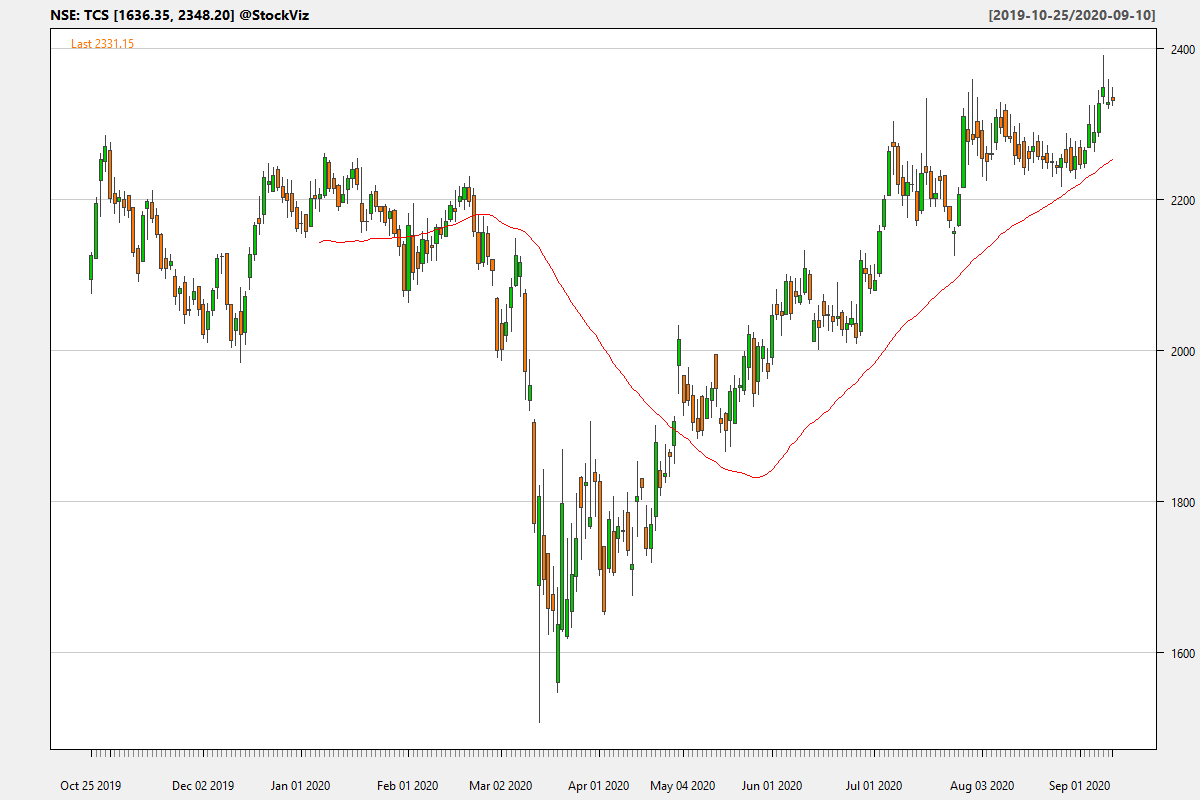 NSE: TCS [1636.35, 2348.20] @StockViz [2019-10-25/2020-09-10]
Last 2331.15
2400
2200
2000
1800
1600
Oct 25 2019 Dec 02 2019 Jan 01 2020 Feb 01 2020 Mar 02 2020 Apr 01 2020 May 04 2020 Jun 01 2020 Jul 01 2020 Aug 03 2020 Sep 01 2020